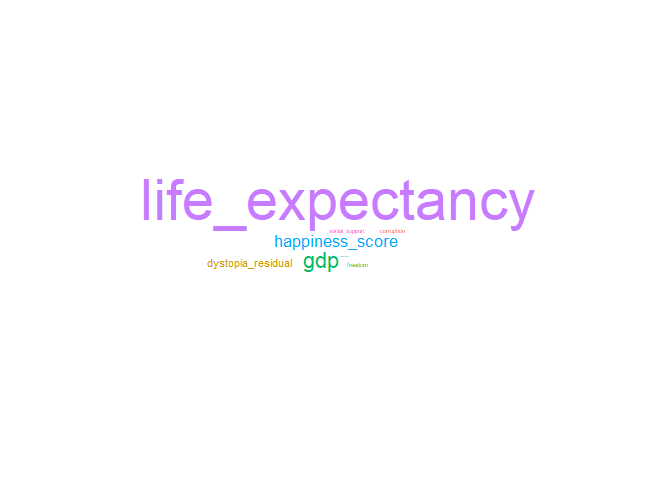 life_expectancy
social_support corruption
happiness_score
gdp
dystopia_residual freedom